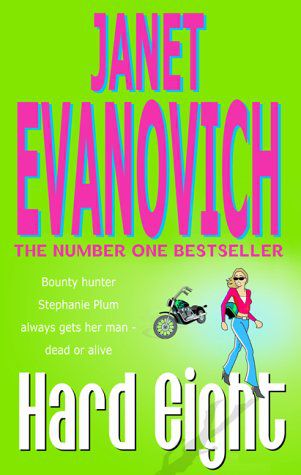 JANET
EVANOVICH
THE NUMBER ONE BESTSELLER
Bounty hunter
Stephanie Plum
always gets her man -
dead or alive
Hard Eight